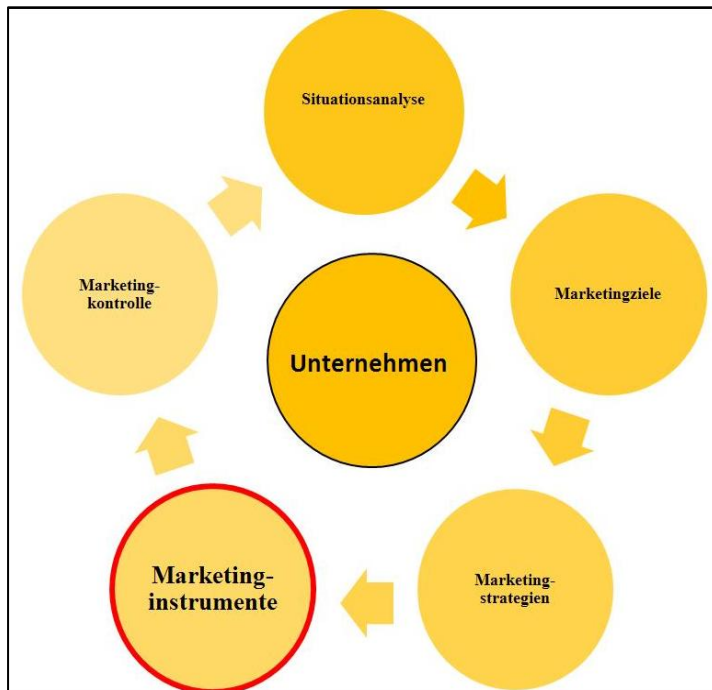 Situationsanalyse
Marketingziele
Marketing-
strategien
Marketing-
instrumente
Marketing-
kontrolle
Unternehmen